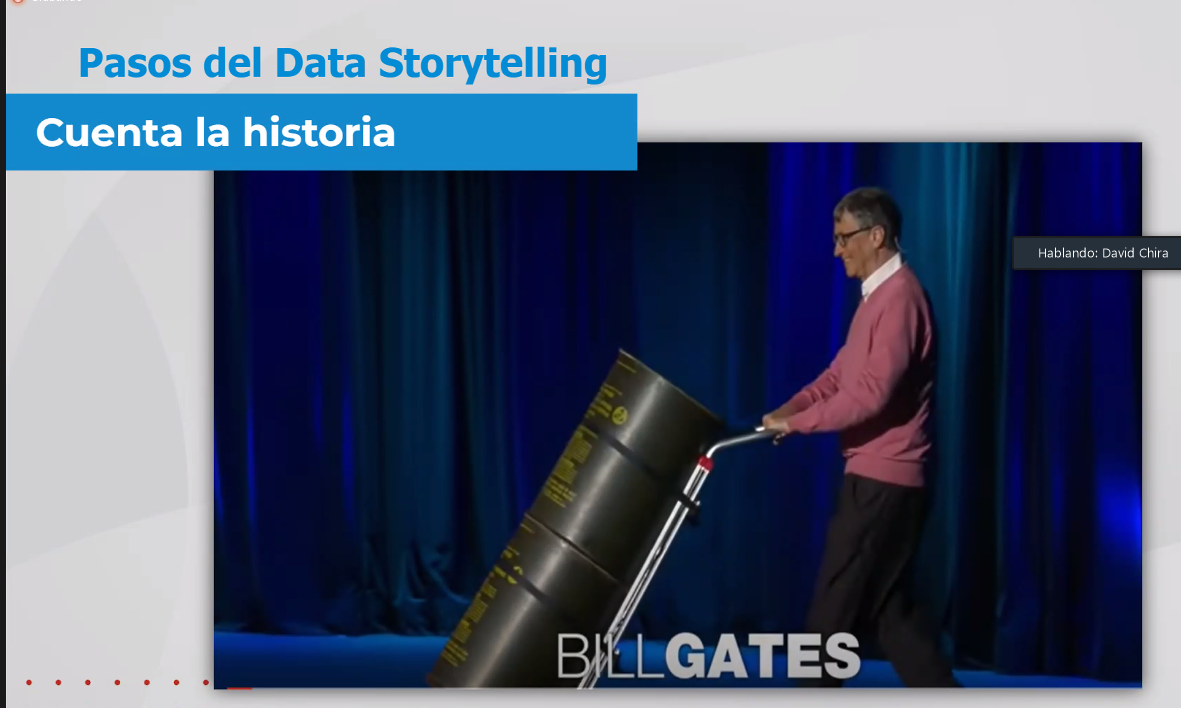 Pasos del Data Storytelling
Cuenta la historia
Hablando: David Chira
BILLGATES